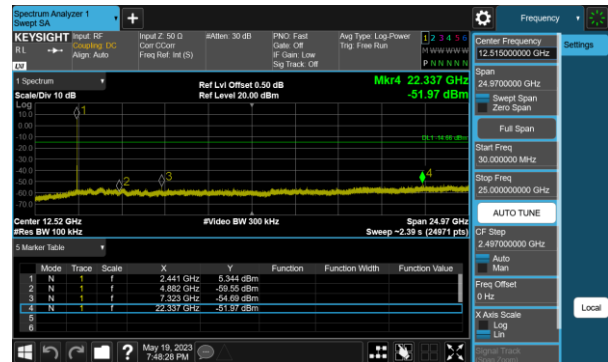 Spectrum Analyzer 1
Swept SA
+
Frequency
KEYSIGHT
RL
LXI
Input: RF
Coupling: DC
Align: Auto
Input Z: 50 Ω
Corr CCorr
Freq Ref: Int (S)
#Atten: 30 dB
PNO: Fast
Gate: Off
IF Gain: Low
Sig Track: Off
Avg Type: Log-Power
Trig: Free Run
1 2 3 4 5 6
M W W W W W
P N N N N N
1 Spectrum
Scale/Div 10 dB
Ref Lvl Offset 0.50 dB
Ref Level 20.00 dBm
Mkr4 22.337 GHz
-51.97 dBm
Log
10.0
0.00
-10.0
-20.0
-30.0
-40.0
-50.0
-60.0
-70.0
1
2
3
4
DL1 -14.66 dBm
Center 12.52 GHz
#Res BW 100 kHz
#Video BW 300 kHz
Span 24.97 GHz
Sweep ~2.39 s (24971 pts)
5 Marker Table
Mode Trace Scale X Y Function Function Width Function Value
1 N 1 f 2.441 GHz 5.344 dBm
2 N 1 f 4.882 GHz -59.55 dBm
3 N 1 f 7.323 GHz -54.69 dBm
4 N 1 f 22.337 GHz -51.97 dBm
5
6
May 19, 2023
7:48:28 PM
?
Center Frequency
12.515000000 GHz
Settings
Span
24.9700000 GHz
Swept Span
Zero Span
Full Span
Start Freq
30.000000 MHz
Stop Freq
25.000000000 GHz
AUTO TUNE
CF Step
2.497000000 GHz
Auto
Man
Freq Offset
0 Hz
X Axis Scale
Log
Lin
Local
Signal Track